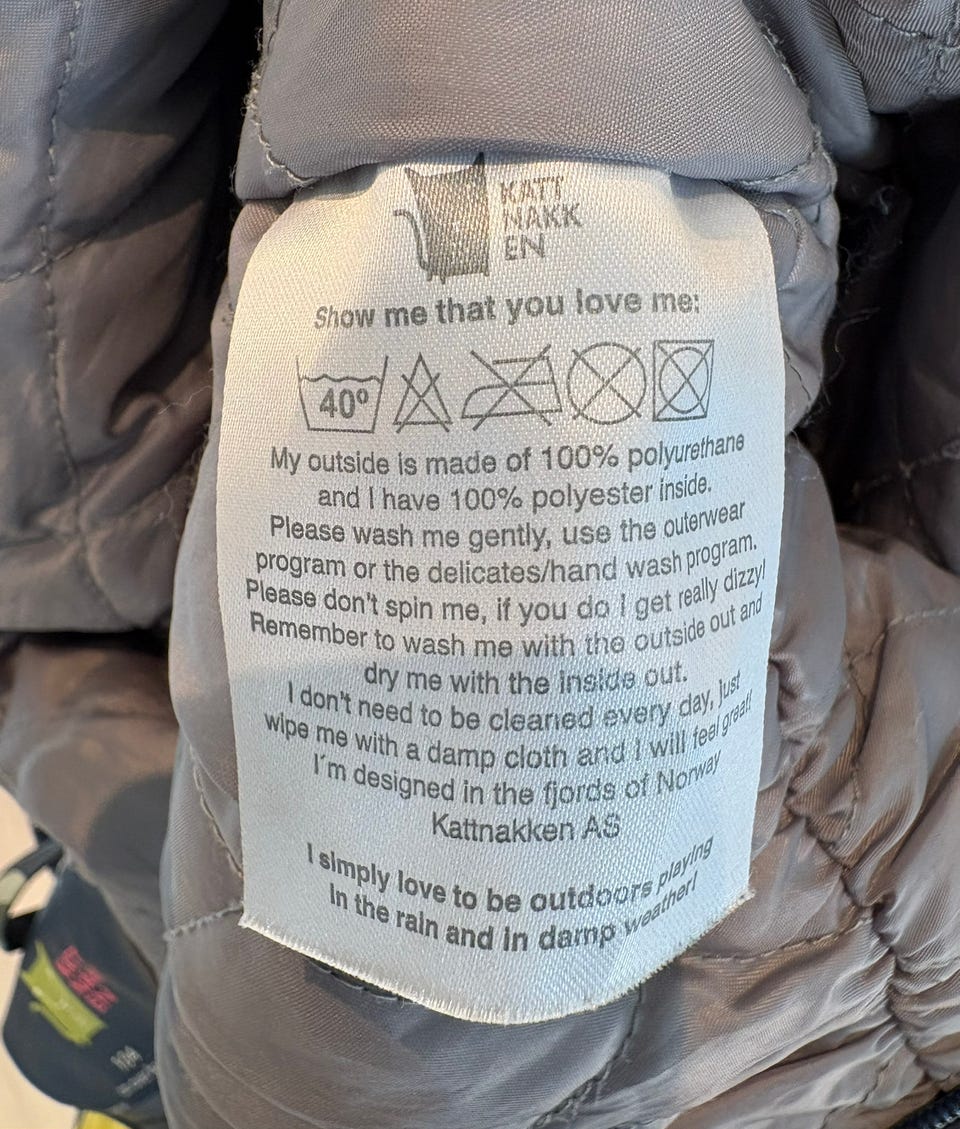 KATT
NAKK
EN
Show me that you love me:
40°
My outside is made of 100% polyurethane
and I have 100% polyester inside.
Please wash me gently, use the outerwear
program or the delicates/hand wash program.
Please don't spin me, if you do I get really dizzy!
Remember to wash me with the outside out and
dry me with the inside out.
I don't need to be cleaned every day, just
wipe me with a damp cloth and I will feel great!
I´m designed in the fjords of Norway
Kattnakken AS
I simply love to be outdoors playing
In the rain and in damp weather!